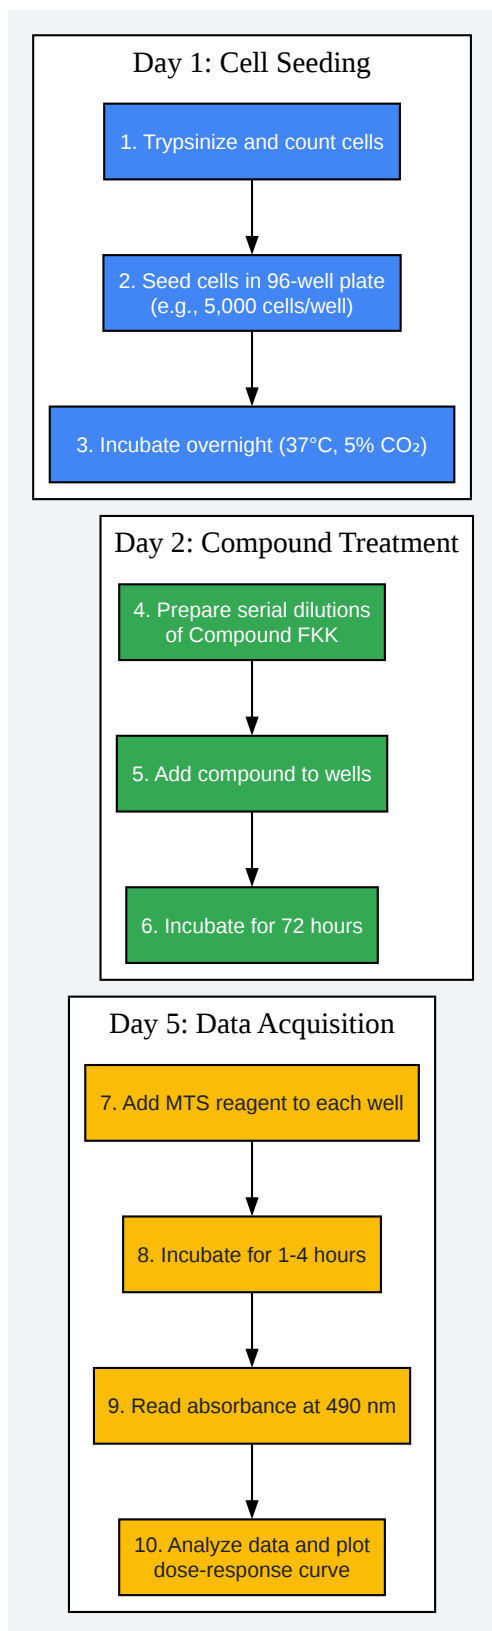 Day 1: Cell Seeding
1. Trypsinize and count cells
2. Seed cells in 96-well plate
(e.g., 5,000 cells/well)
3. Incubate overnight (37°C, 5% CO₂)
Day 2: Compound Treatment
4. Prepare serial dilutions
of Compound FKK
5. Add compound to wells
6. Incubate for 72 hours
Day 5: Data Acquisition
7. Add MTS reagent to each well
8. Incubate for 1-4 hours
9. Read absorbance at 490 nm
10. Analyze data and plot
dose-response curve